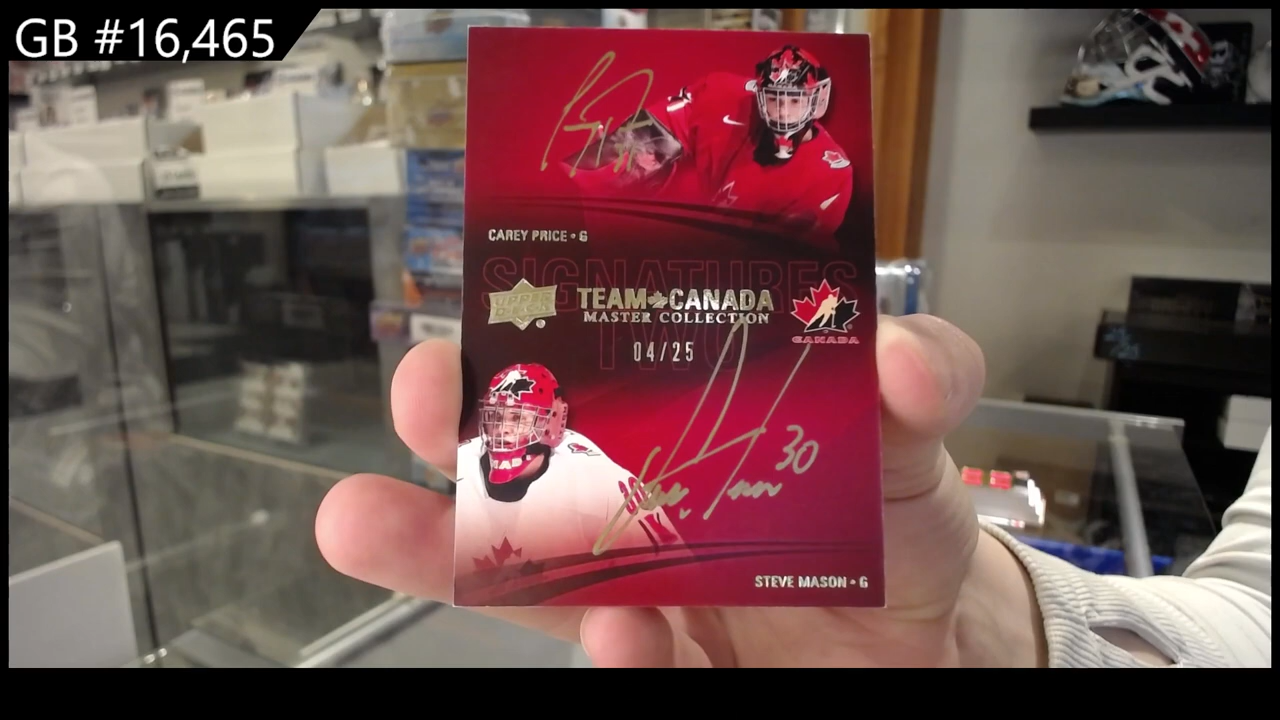 GB #16,465
CAREY PRICE • G
SIGNATURES
UPPER DECK
TEAM CANADA
MASTER COLLECTION
CANADA
TWO
04/25
30
STEVE MASON • G